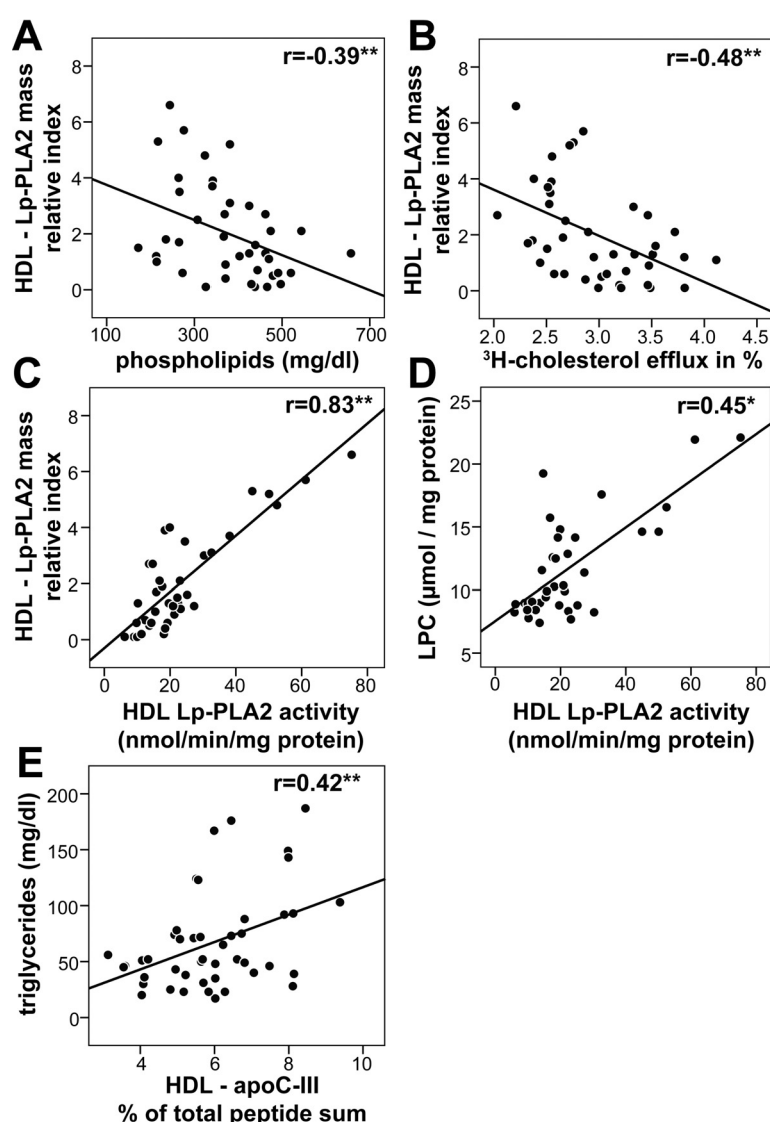 A
r=-0.39**
HDL - Lp-PLA2 mass
relative index
8
6
4
2
0
100
300
500
700
phospholipids (mg/dl)
B
r=-0.48**
HDL - Lp-PLA2 mass
relative index
8
6
4
2
0
2.0
2.5
3.0
3.5
4.0
4.5
³H-cholesterol efflux in %
C
r=0.83**
HDL - Lp-PLA2 mass
relative index
8
6
4
2
0
0
20
40
60
80
HDL Lp-PLA2 activity
(nmol/min/mg protein)
D
r=0.45*
LPC (µmol / mg protein)
25
20
15
10
5
0
20
40
60
80
HDL Lp-PLA2 activity
(nmol/min/mg protein)
E
r=0.42**
triglycerides (mg/dl)
200
150
100
50
0
4
6
8
10
HDL - apoC-III
% of total peptide sum